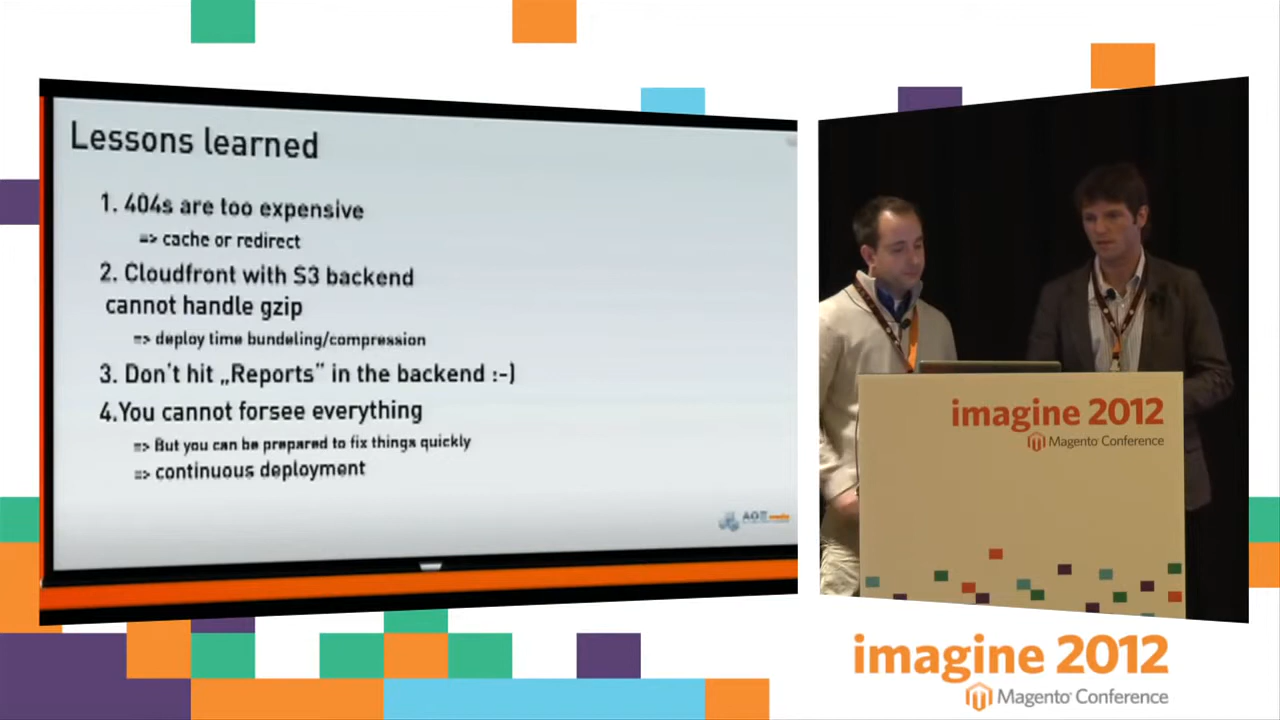 Lessons learned
1. 404s are too expensive
=> cache or redirect
2. Cloudfront with S3 backend
cannot handle gzip
=> deploy time bundeling/compression
3. Don't hit „Reports" in the backend :-)
4.You cannot forsee everything
=> But you can be prepared to fix things quickly
=> continuous deployment
AOE media
imagine 2012
Magento Conference
imagine 2012
Magento Conference